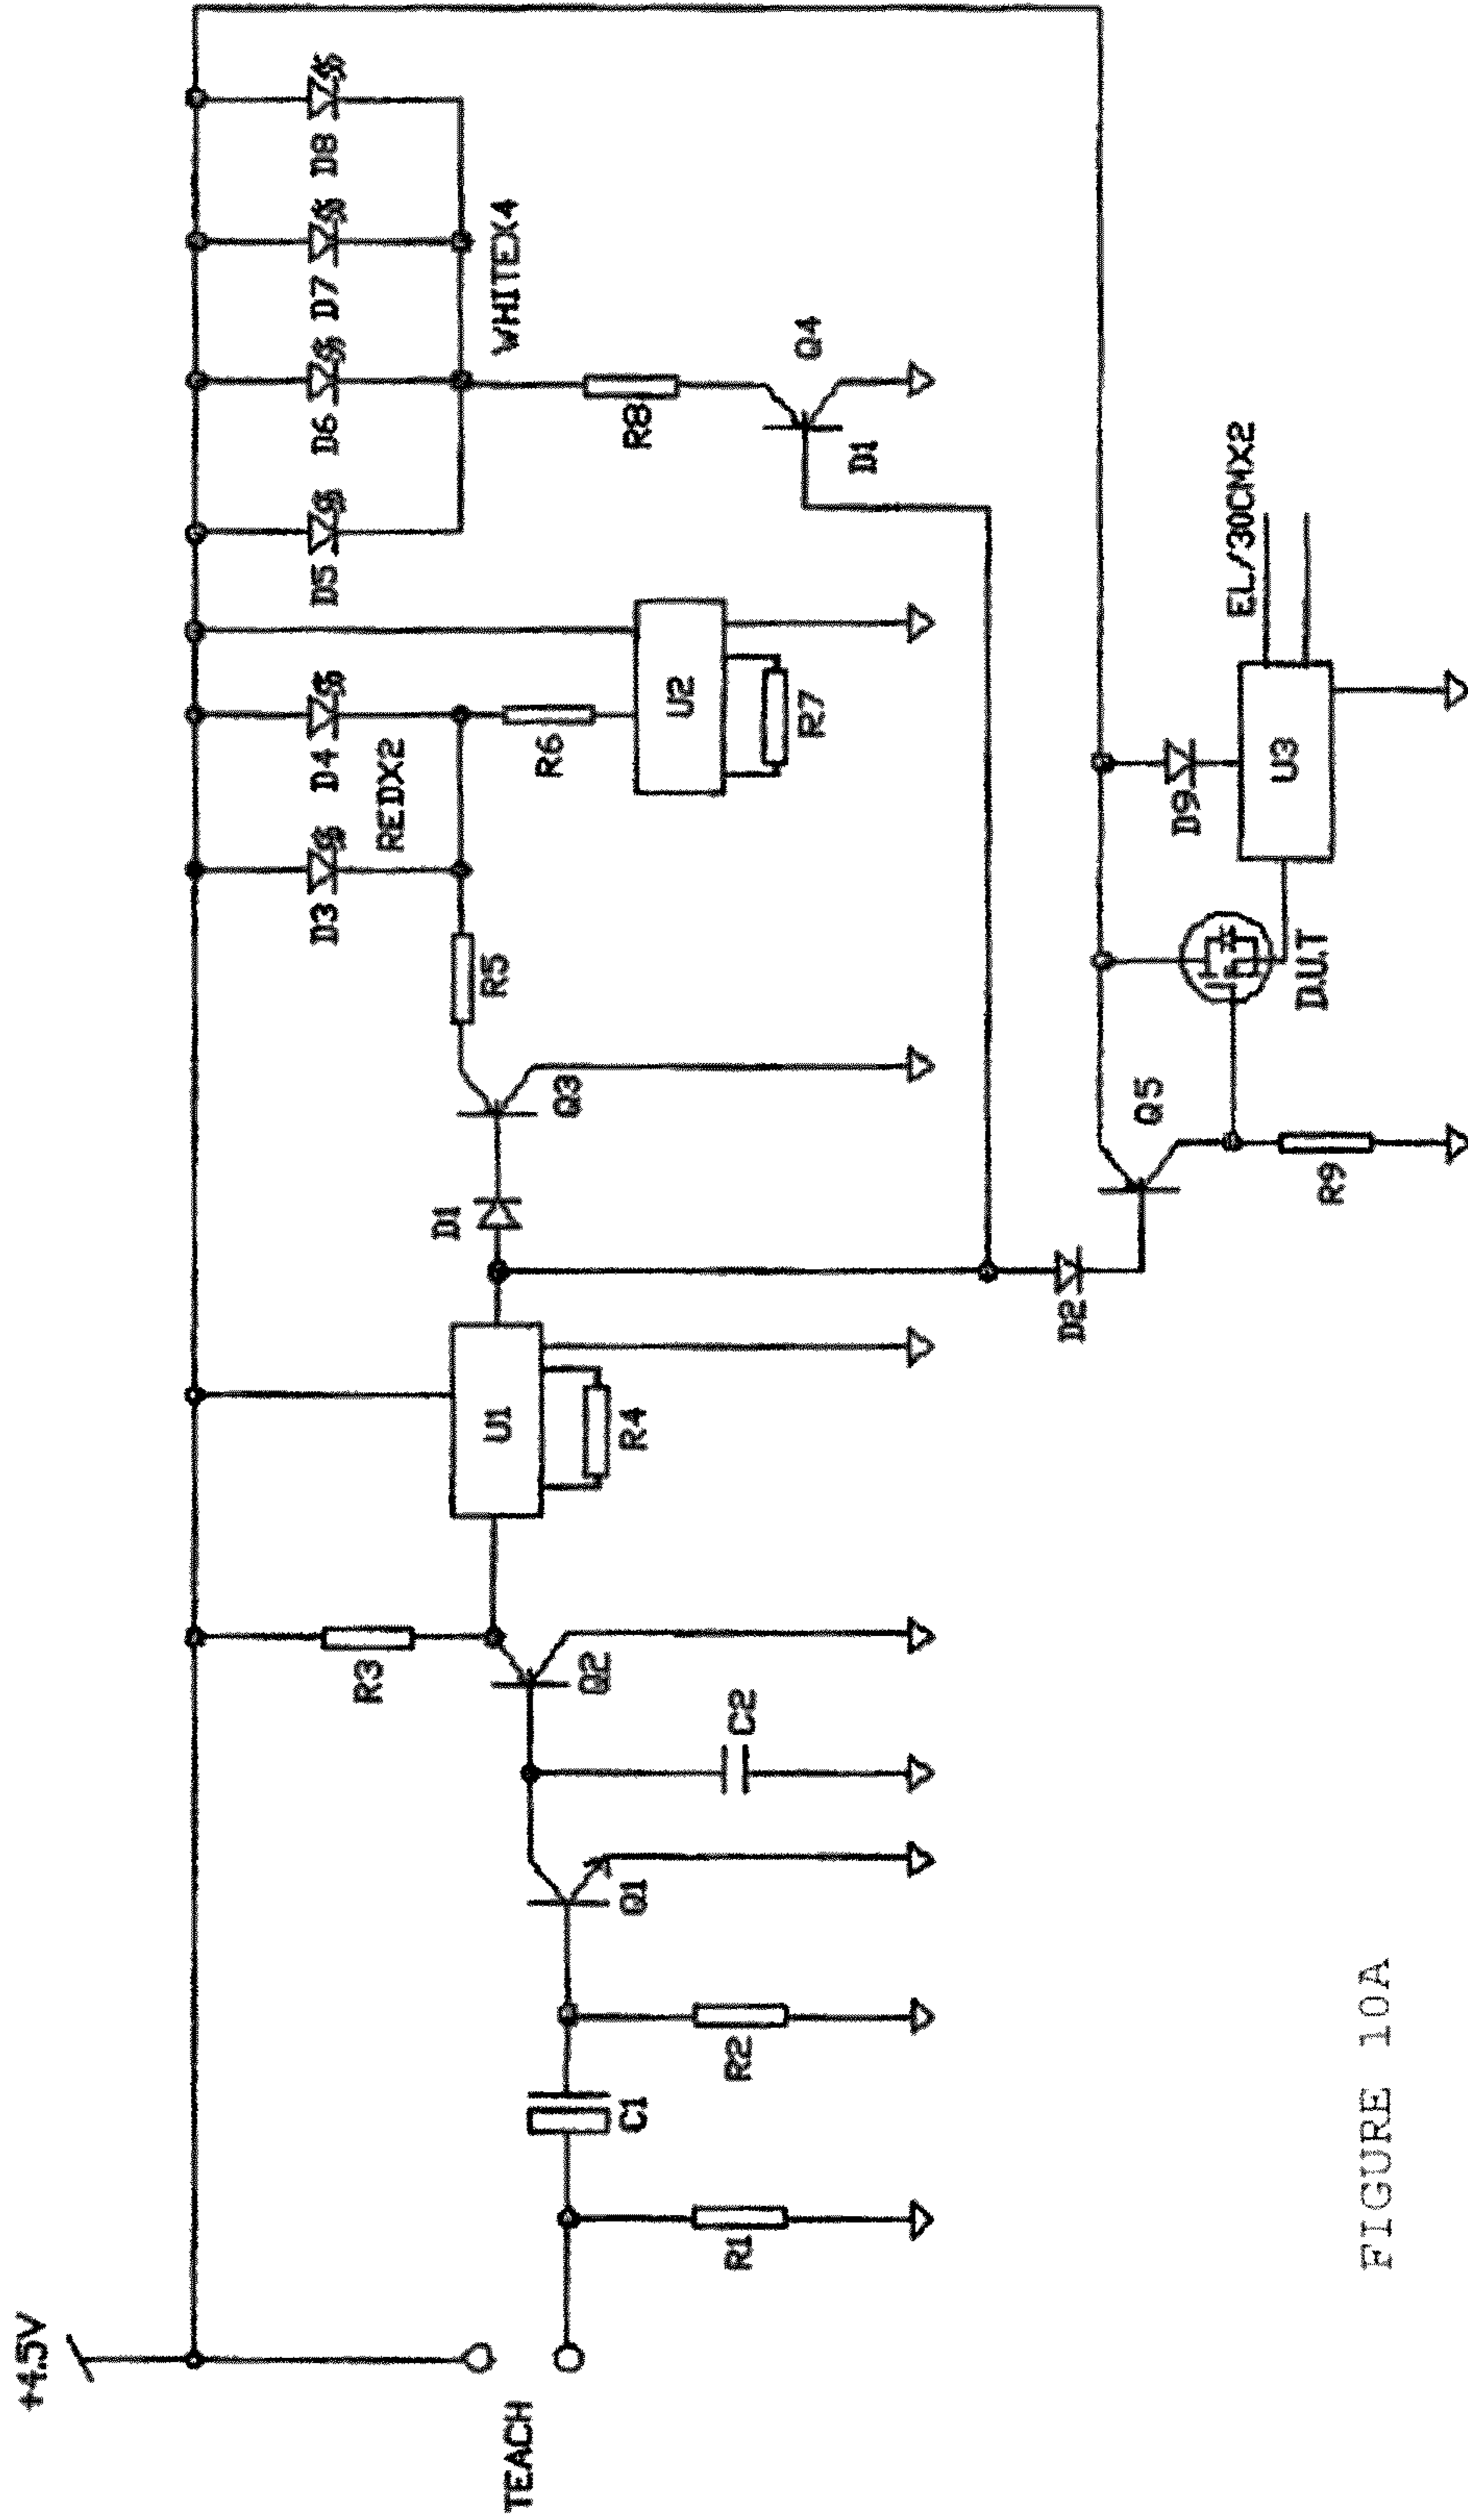 +4.5V
TEACH
R1
C1
R2
Q1
C2
Q2
R3
U1
R4
D1
Q3
R5
D3
D4
REDX2
R6
U2
R7
D5
D6
D7
D8
WHITEX4
R8
Q4
D1
D2
Q5
R9
D.U.T
D9
U3
EL/30CMX2
FIGURE 10A